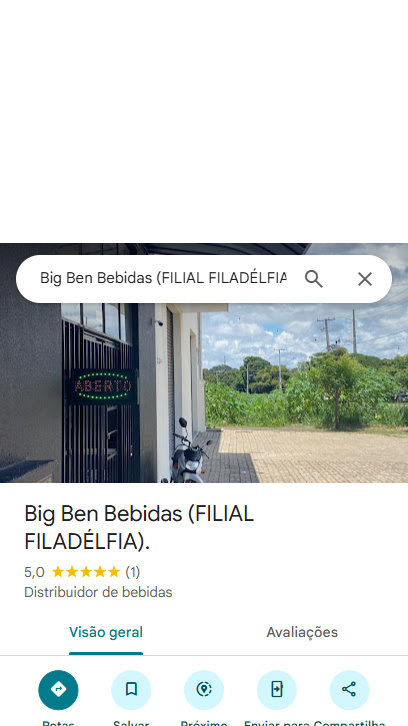 Big Ben Bebidas (FILIAL FILADÉLFIA
ABERTO
Big Ben Bebidas (FILIAL
FILADÉLFIA).
5,0 ★★★★★ (1)
Distribuidor de bebidas
Visão geral Avaliações
Rotas Salvar Próximo Enviar para Compartilha